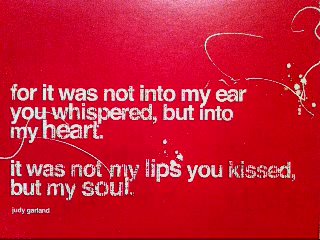 for it was not into my ear
you whispered, but into
my heart.
it was not my lips you kissed,
but my soul.
judy garland